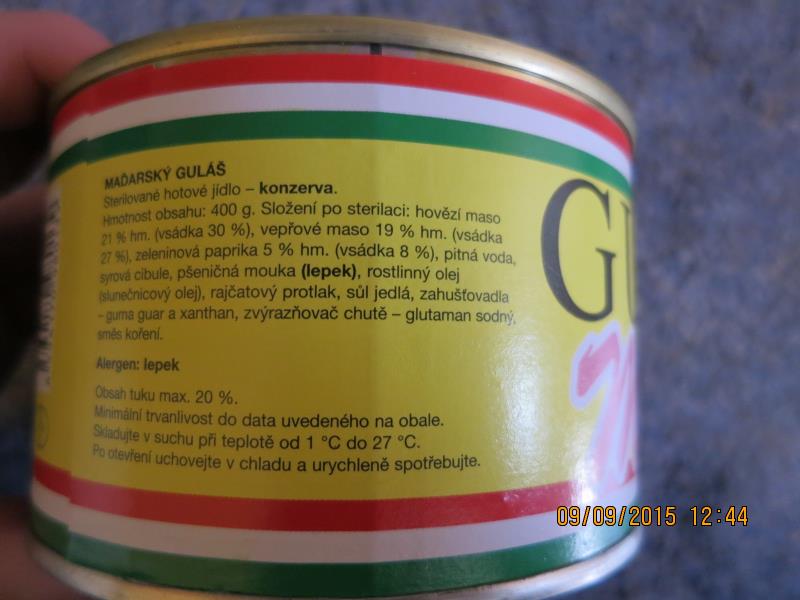 MAĎARSKÝ GULÁŠ
Sterilované hotové jídlo – konzerva.
Hmotnost obsahu: 400 g. Složení po sterilaci: hovězí maso
21 % hm. (vsádka 30 %), vepřové maso 19 % hm. (vsádka
27 %), zeleninová paprika 5 % hm. (vsádka 8 %), pitná voda,
syrová cibule, pšeničná mouka (lepek), rostlinný olej
(slunečnicový olej), rajčatový protlak, sůl jedlá, zahušťovadla
– guma guar a xanthan, zvýrazňovač chutě – glutaman sodný,
směs koření.
Alergen: lepek
Obsah tuku max. 20 %.
Minimální trvanlivost do data uvedeného na obale.
Skladujte v suchu při teplotě od 1 °C do 27 °C.
Po otevření uchovejte v chladu a urychleně spotřebujte.
GU
09/09/2015 12:44